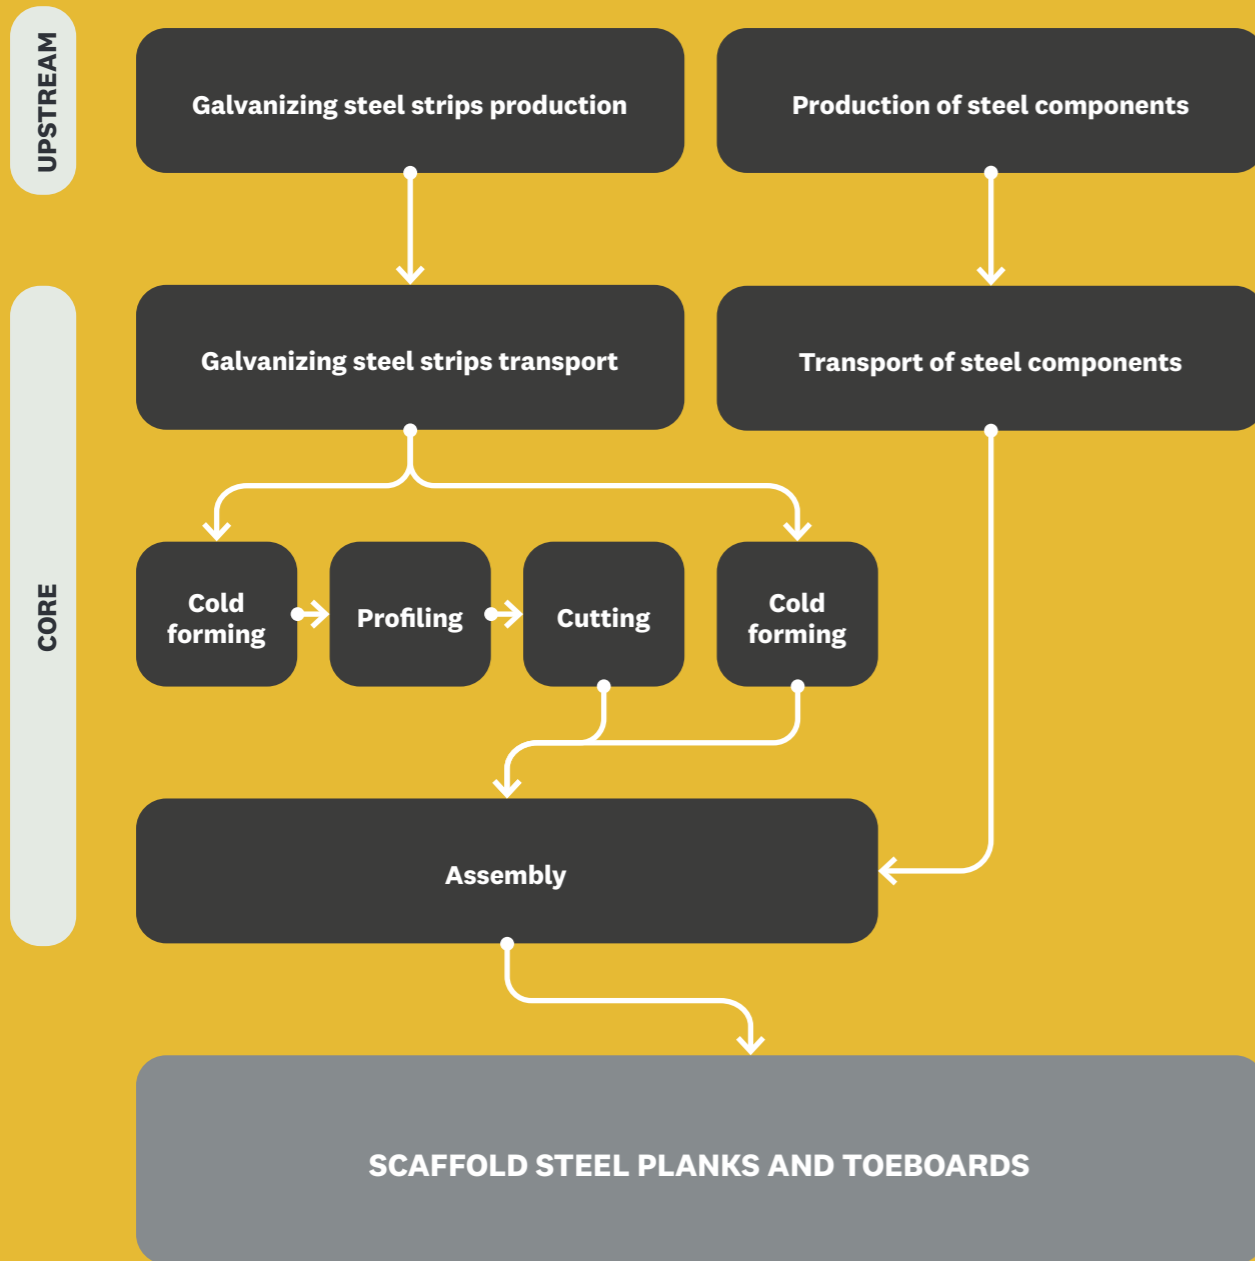 UPSTREAM
Galvanizing steel strips production
Production of steel components
CORE
Galvanizing steel strips transport
Transport of steel components
Cold
forming
Profiling
Cutting
Cold
forming
Assembly
SCAFFOLD STEEL PLANKS AND TOEBOARDS